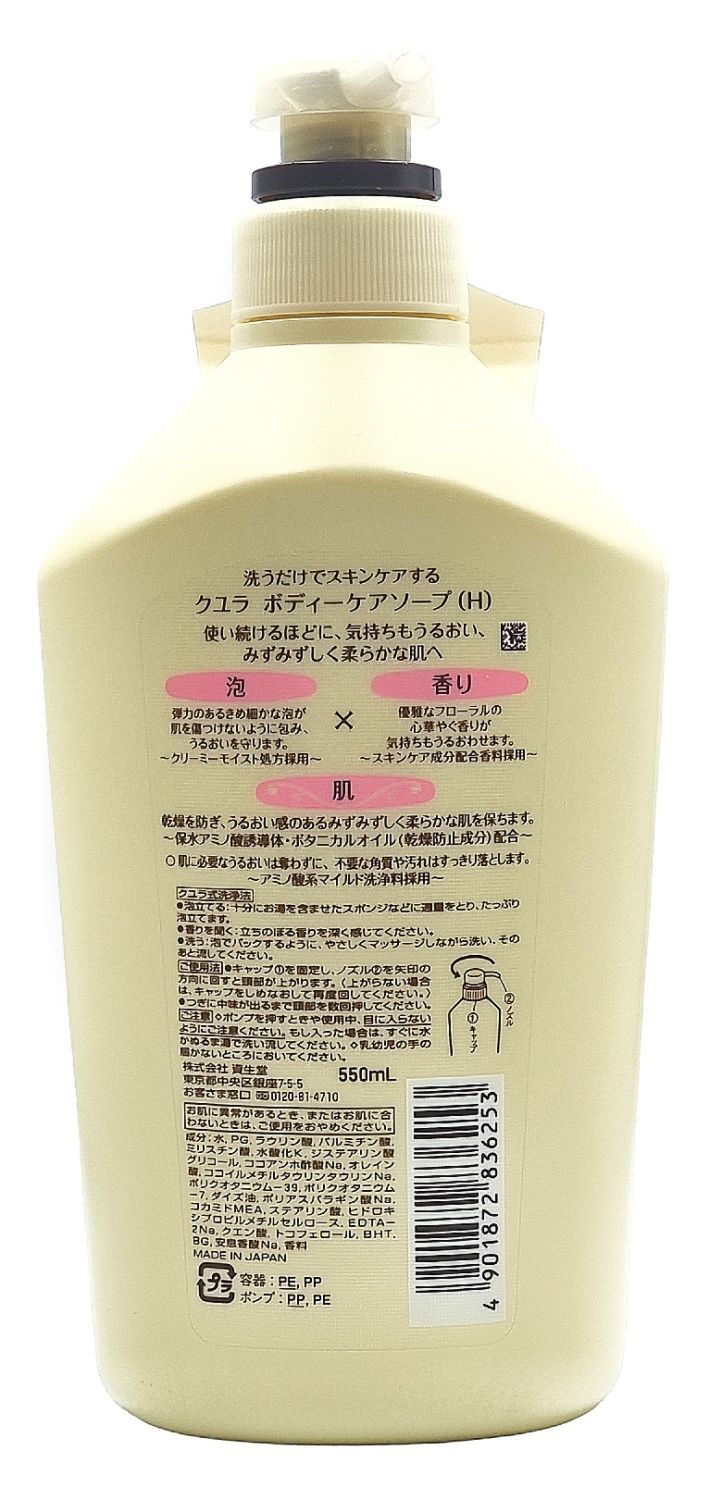 洗うだけでスキンケアする
クユラ ボディーケアソープ(H)
使い続けるほどに、気持ちもうるおい、
みずみずしく柔らかな肌へ
泡
弾力のあるきめ細かな泡が
肌を傷つけないように包み、
うるおいを守ります。
～クリーミーモイスト処方採用～
×
香り
優雅なフローラルの
心華やぐ香りが
気持ちもうるおわせます。
～スキンケア成分配合香料採用～
肌
乾燥を防ぎ、うるおい感のあるみずみずしく柔らかな肌を保ちます。
～保水アミノ酸誘導体・ボタニカルオイル(乾燥防止成分)配合～
○肌に必要なうるおいは奪わずに、不要な角質や汚れはすっきり落とします。
～アミノ酸系マイルド洗浄料採用～
クユラ式洗浄法
●泡立てる：十分にお湯を含ませたスポンジなどに適量をとり、たっぷり
泡立てます。
●香りを聞く：立ちのぼる香りを深く感じてください。
●洗う：泡でパックするように、やさしくマッサージしながら洗い、その
あと流してください。
ご使用法 ●キャップ①を固定し、ノズル②を矢印の
方向に回すと頭部が上がります。(上がらない場合
は、キャップをしめなおして再度回してください。)
●つぎに中味が出るまで頭部を数回押してください。
②ノズル
①キャップ
ご注意 ◇ポンプを押すときや使用中、目に入らない
ようにご注意ください。もし入った場合は、すぐに水
かぬるま湯で洗い流してください。◇乳幼児の手の
届かないところにおいてください。
株式会社 資生堂
東京都中央区銀座7-5-5
お客さま窓口 0120-81-4710
550mL
お肌に異常があるとき、またはお肌に合
わないときは、ご使用をおやめください。
成分：水,PG,ラウリン酸,パルミチン酸,
ミリスチン酸,水酸化K,ジステアリン酸
グリコール,ココアンホ酢酸Na,オレイン
酸,ココイルメチルタウリンタウリンNa,
ポリクオタニウム-39,ポリクオタニウム
-7,ダイズ油,ポリアスパラギン酸Na,
コカミドMEA,ステアリン酸,ヒドロキ
シプロピルメチルセルロース,EDTA-
2Na,クエン酸,トコフェロール,BHT,
BG,安息香酸Na,香料
MADE IN JAPAN
プラ
容器：PE, PP
ポンプ：PP, PE
4 901872 836253